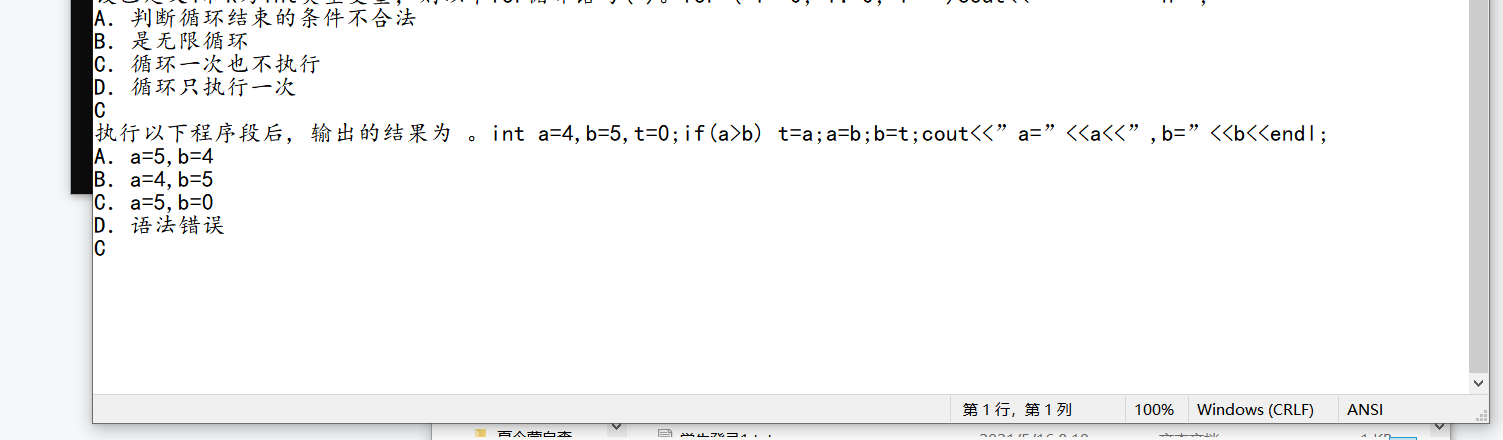 A. 判断循环结束的条件不合法
B. 是无限循环
C. 循环一次也不执行
D. 循环只执行一次
C
执行以下程序段后, 输出的结果为 。int a=4,b=5,t=0;if(a>b) t=a;a=b;b=t;cout<<”a=”<<a<<”,b=”<<b<<endl;
A. a=5,b=4
B. a=4,b=5
C. a=5,b=0
D. 语法错误
C
第 1 行，第 1 列 100% Windows (CRLF) ANSI